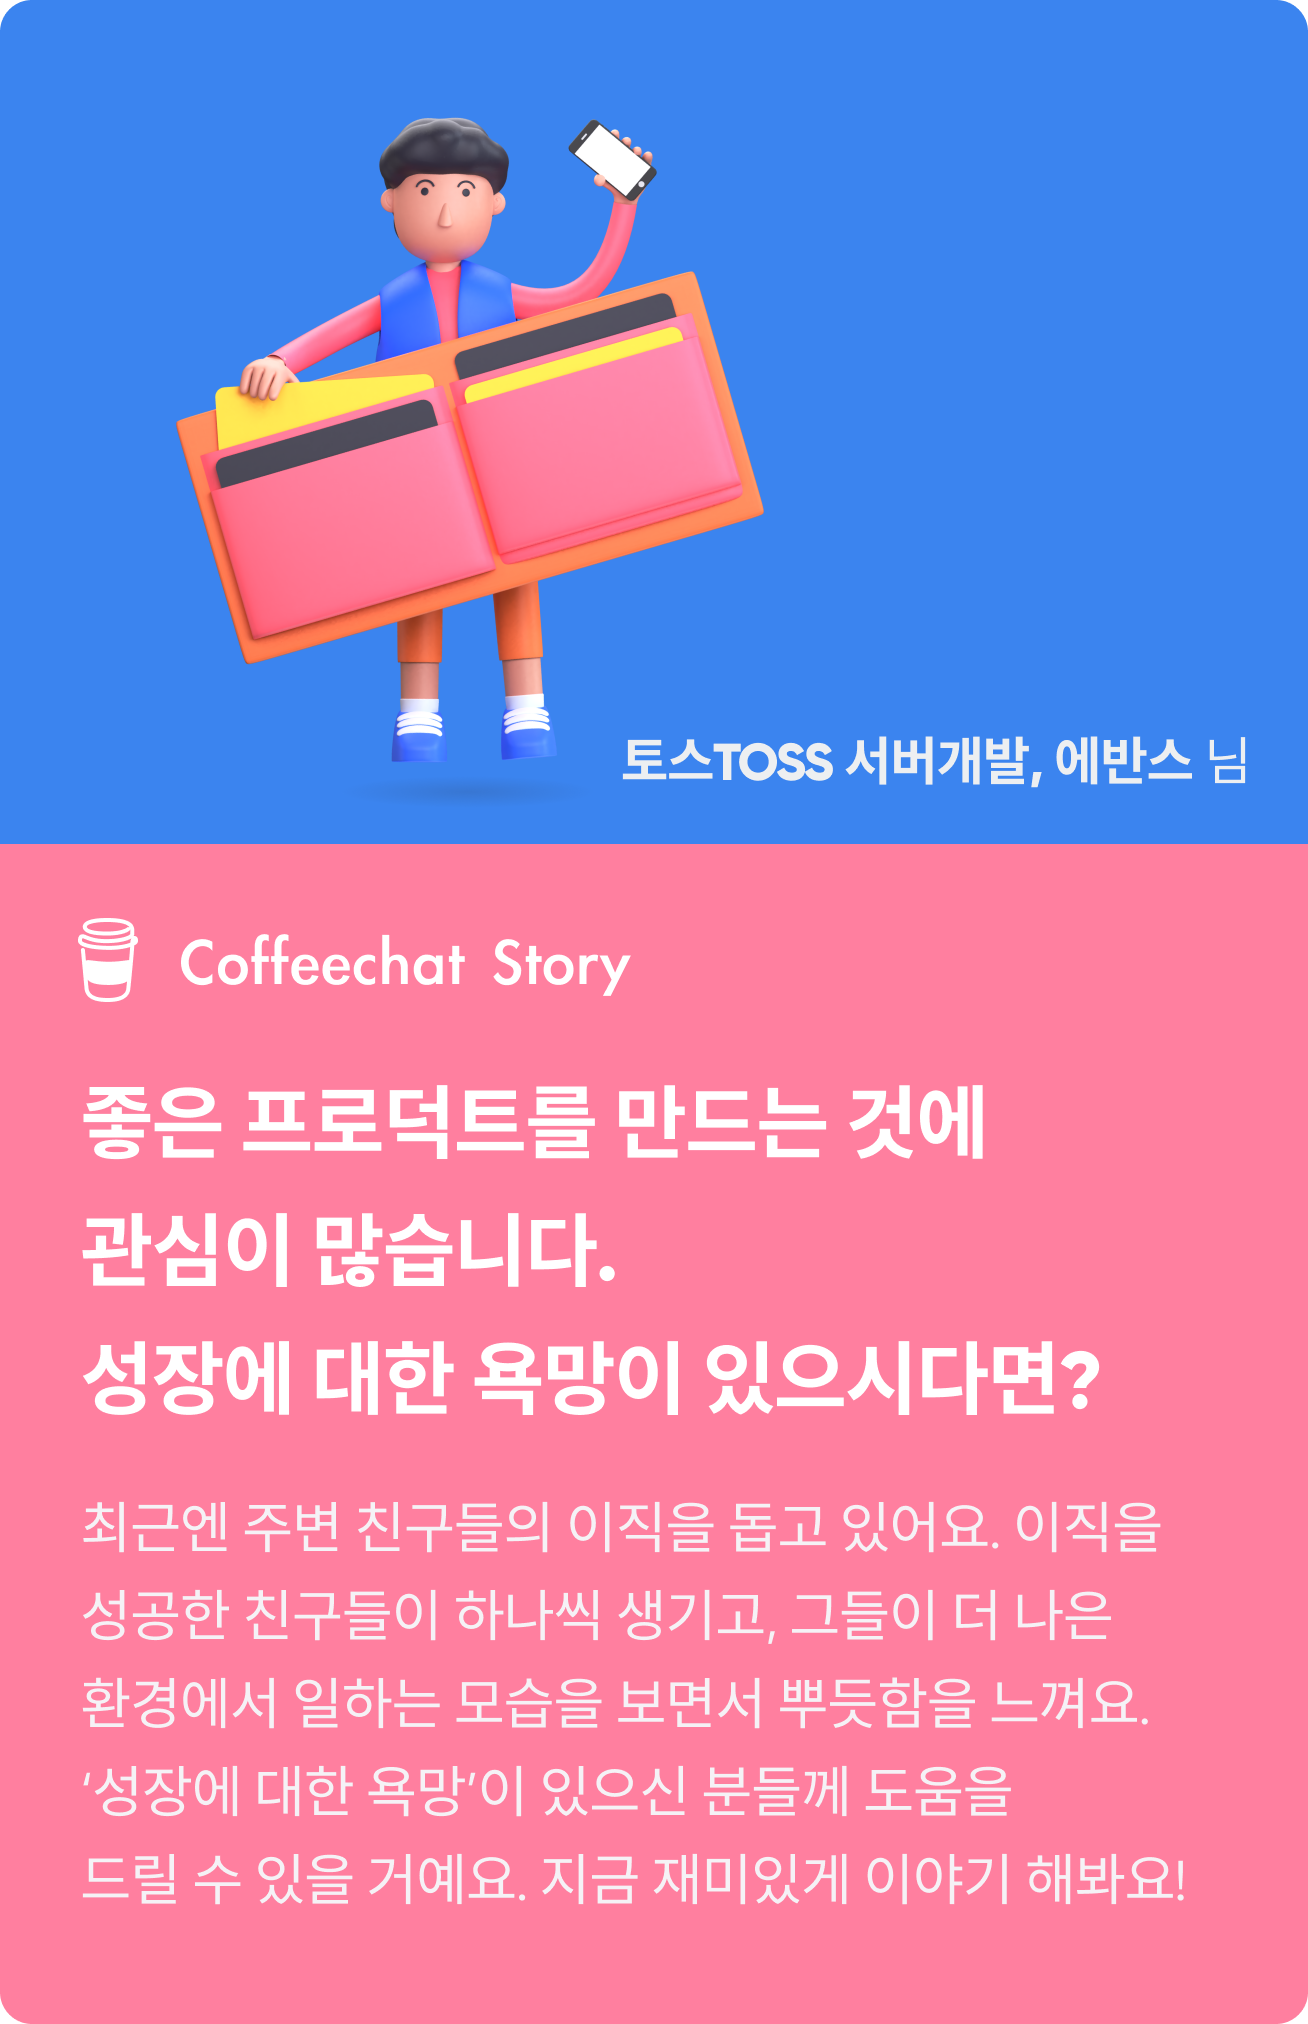 토스TOSS 서버개발, 에반스 님
Coffeechat Story
좋은 프로덕트를 만드는 것에
관심이 많습니다.
성장에 대한 욕망이 있으시다면?
최근엔 주변 친구들의 이직을 돕고 있어요. 이직을
성공한 친구들이 하나씩 생기고, 그들이 더 나은
환경에서 일하는 모습을 보면서 뿌듯함을 느껴요.
‘성장에 대한 욕망’이 있으신 분들께 도움을
드릴 수 있을 거예요. 지금 재미있게 이야기 해봐요!